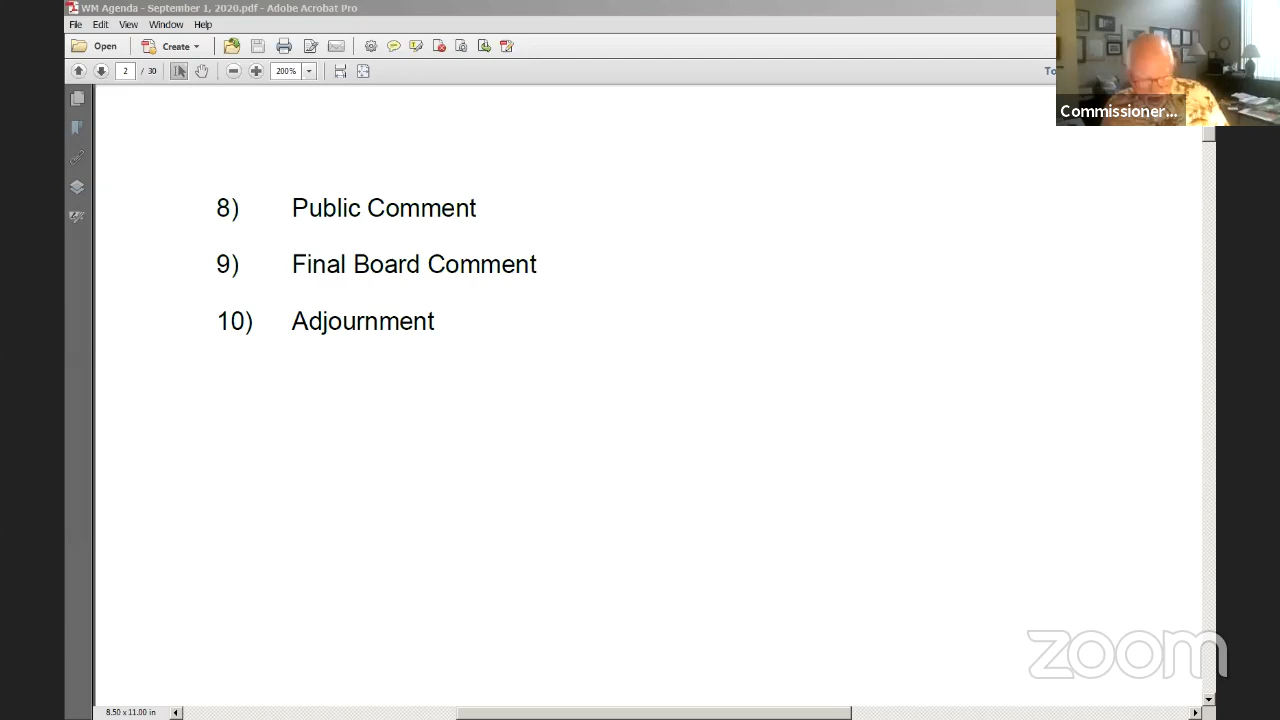 WM Agenda - September 1, 2020.pdf - Adobe Acrobat Pro
File Edit View Window Help
Open Create
2 / 30 200% To
Commissioner...
8) Public Comment
9) Final Board Comment
10) Adjournment
zoom
8.50 x 11.00 in